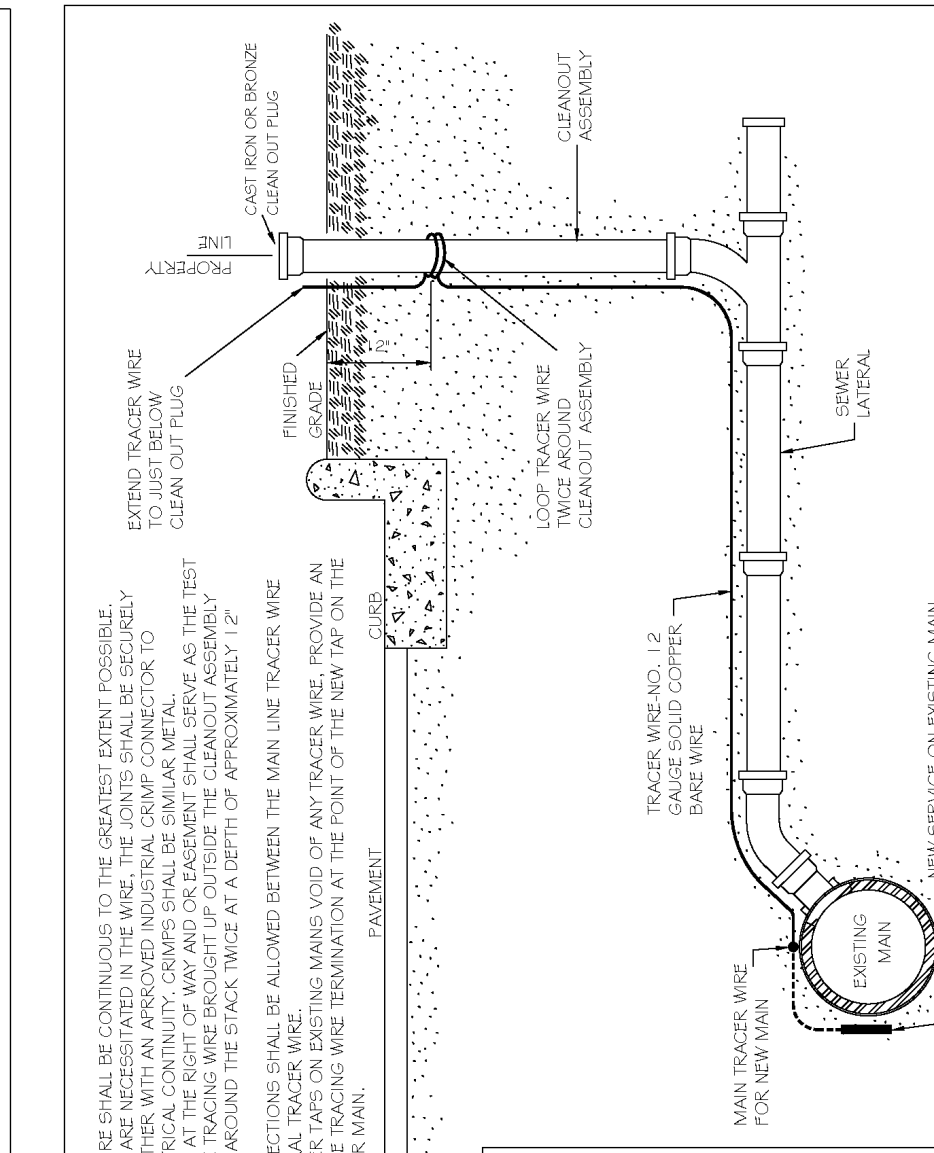 RE SHALL BE CONTINUOUS TO THE GREATEST EXTENT POSSIBLE.
ARE NECESSITATED IN THE WIRE, THE JOINTS SHALL BE SECURELY
THER WITH AN APPROVED INDUSTRIAL CRIMP CONNECTOR TO
TRICAL CONTINUITY. CRIMPS SHALL BE SIMILAR METAL.
AT THE RIGHT OF WAY AND OR EASEMENT SHALL SERVE AS THE TEST
TRACING WIRE BROUGHT UP OUTSIDE THE CLEANOUT ASSEMBLY
AROUND THE STACK TWICE AT A DEPTH OF APPROXIMATELY 12"
ECTIONS SHALL BE ALLOWED BETWEEN THE MAIN LINE TRACER WIRE
AL TRACER WIRE.
ER TAPS ON EXISTING MAINS VOID OF ANY TRACER WIRE, PROVIDE AN
E TRACING WIRE TERMINATION AT THE POINT OF THE NEW TAP ON THE
R MAIN.
EXTEND TRACER WIRE
TO JUST BELOW
CLEAN OUT PLUG
PROPERTY
LINE
CAST IRON OR BRONZE
CLEAN OUT PLUG
FINISHED
GRADE
12"
CURB
PAVEMENT
CLEANOUT
ASSEMBLY
LOOP TRACER WIRE
TWICE AROUND
CLEANOUT ASSEMBLY
TRACER WIRE-NO. 12
GAUGE SOLID COPPER
BARE WIRE
SEWER
LATERAL
MAIN TRACER WIRE
FOR NEW MAIN
EXISTING
MAIN
NEW SERVICE ON EXISTING MAIN